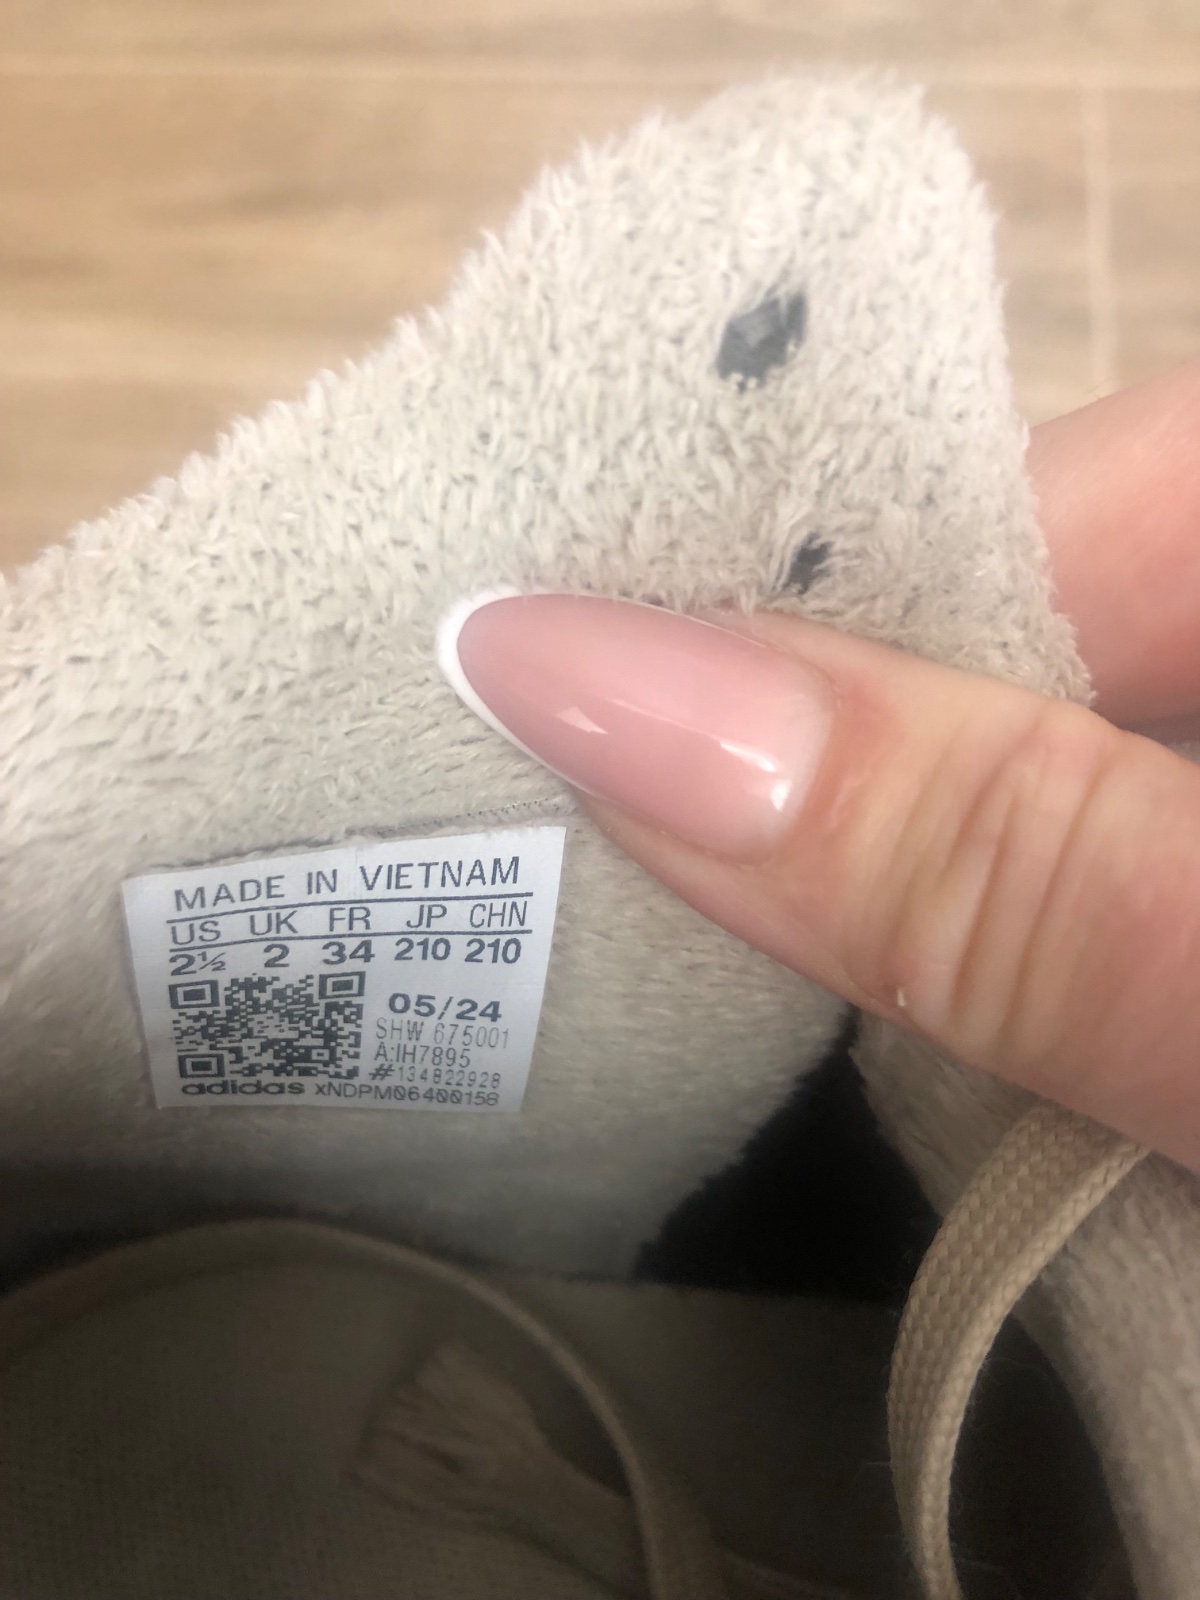 MADE IN VIETNAM
US UK FR JP CHN
2½ 2 34 210 210
05/24
SHW 675001
A:IH7895
#134822928
adidas xNDPM06400156